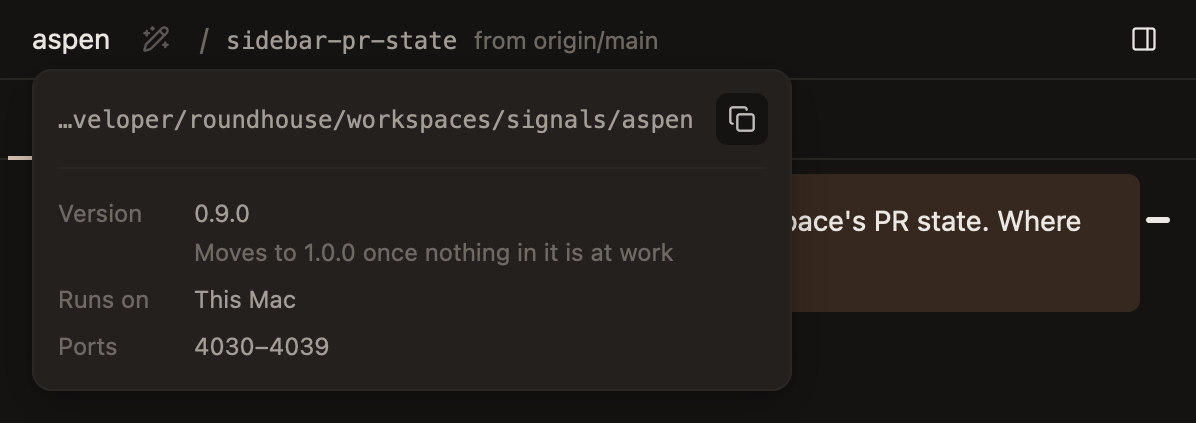 aspen / sidebar-pr-state from origin/main
…veloper/roundhouse/workspaces/signals/aspen
Version 0.9.0
Moves to 1.0.0 once nothing in it is at work
Runs on This Mac
Ports 4030–4039
pace's PR state. Where